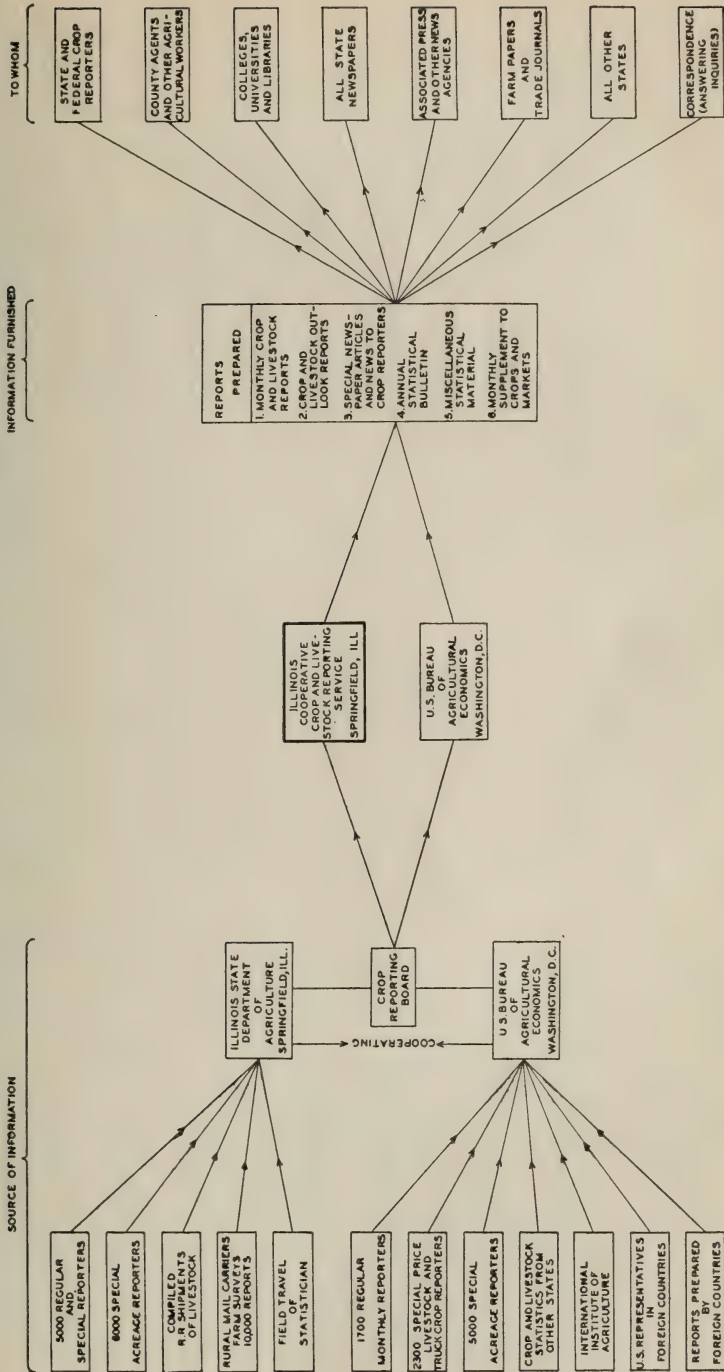 SOURCE OF INFORMATION
INFORMATION FURNISHED
TO WHOM
5000 REGULAR
AND
SPECIAL REPORTERS
6000 SPECIAL
ACREAGE REPORTERS
COMPILED
R.R. SHIPMENTS
OF LIVESTOCK
RURAL MAIL CARRIERS
FARM SURVEYS
10,000 REPORTS
FIELD TRAVEL
OF
STATISTICIAN
1700 REGULAR
MONTHLY REPORTERS
2300 SPECIAL PRICE
LIVESTOCK AND
TRUCK CROP REPORTERS
5000 SPECIAL
ACREAGE REPORTERS
CROP AND LIVESTOCK
STATISTICS FROM
OTHER STATES
INTERNATIONAL
INSTITUTE OF
AGRICULTURE
U.S. REPRESENTATIVES
IN
FOREIGN COUNTRIES
REPORTS PREPARED
BY
FOREIGN COUNTRIES
ILLINOIS STATE
DEPARTMENT
OF
AGRICULTURE
SPRINGFIELD, ILL.
COOPERATING
CROP
REPORTING
BOARD
U.S. BUREAU
OF
AGRICULTURAL
ECONOMICS
WASHINGTON, D.C.
ILLINOIS
COOPERATIVE
CROP AND LIVE-
STOCK REPORTING
SERVICE
SPRINGFIELD, ILL
U.S. BUREAU
OF
AGRICULTURAL
ECONOMICS
WASHINGTON, D.C.
REPORTS
PREPARED
1. MONTHLY CROP
AND LIVESTOCK
REPORTS
2. CROP AND
LIVESTOCK OUT-
LOOK REPORTS
3. SPECIAL NEWS-
PAPER ARTICLES
AND NEWS TO
CROP REPORTERS
4. ANNUAL
STATISTICAL
BULLETIN
5. MISCELLANEOUS
STATISTICAL
MATERIAL
6. MONTHLY
SUPPLEMENT TO
CROPS AND
MARKETS
STATE AND
FEDERAL CROP
REPORTERS
COUNTY AGENTS
AND OTHER AGRI-
CULTURAL WORKERS
COLLEGES,
UNIVERSITIES
AND LIBRARIES
ALL STATE
NEWSPAPERS
ASSOCIATED PRESS
AND OTHER NEWS
AGENCIES
FARM PAPERS
AND
TRADE JOURNALS
ALL OTHER
STATES
CORRESPONDENCE
(ANSWERING
INQUIRIES)